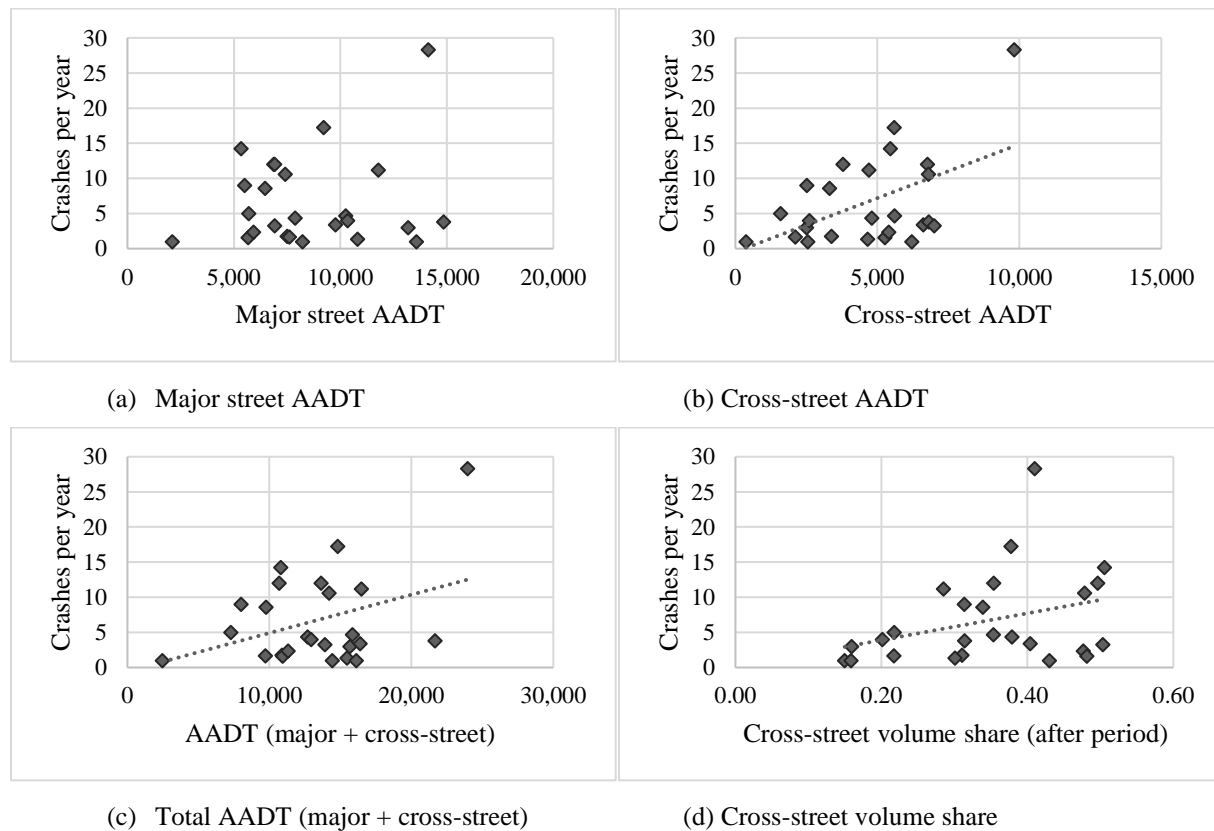 Crashes per year
30
25
20
15
10
5
0
0 5,000 10,000 15,000 20,000
Major street AADT
(a) Major street AADT
Crashes per year
30
25
20
15
10
5
0
0 5,000 10,000 15,000
Cross-street AADT
(b) Cross-street AADT
Crashes per year
30
25
20
15
10
5
0
0 10,000 20,000 30,000
AADT (major + cross-street)
(c) Total AADT (major + cross-street)
Crashes per year
30
25
20
15
10
5
0
0.00 0.20 0.40 0.60
Cross-street volume share (after period)
(d) Cross-street volume share